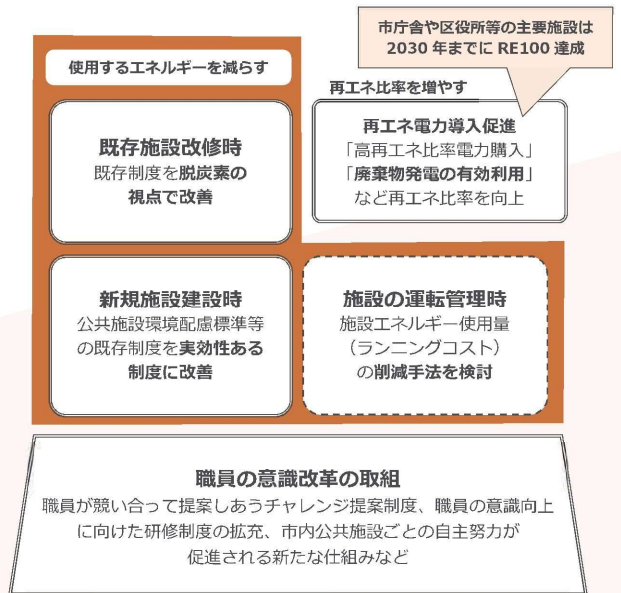 市庁舎や区役所等の主要施設は
2030 年までに RE100 達成
使用するエネルギーを減らす
再エネ比率を増やす
既存施設改修時
既存制度を脱炭素の
視点で改善
再エネ電力導入促進
「高再エネ比率電力購入」
「廃棄物発電の有効利用」
など再エネ比率を向上
新規施設建設時
公共施設環境配慮標準等
の既存制度を実効性ある
制度に改善
施設の運転管理時
施設エネルギー使用量
（ランニングコスト）
の削減手法を検討
職員の意識改革の取組
職員が競い合って提案しあうチャレンジ提案制度、職員の意識向上
に向けた研修制度の拡充、市内公共施設ごとの自主努力が
促進される新たな仕組みなど